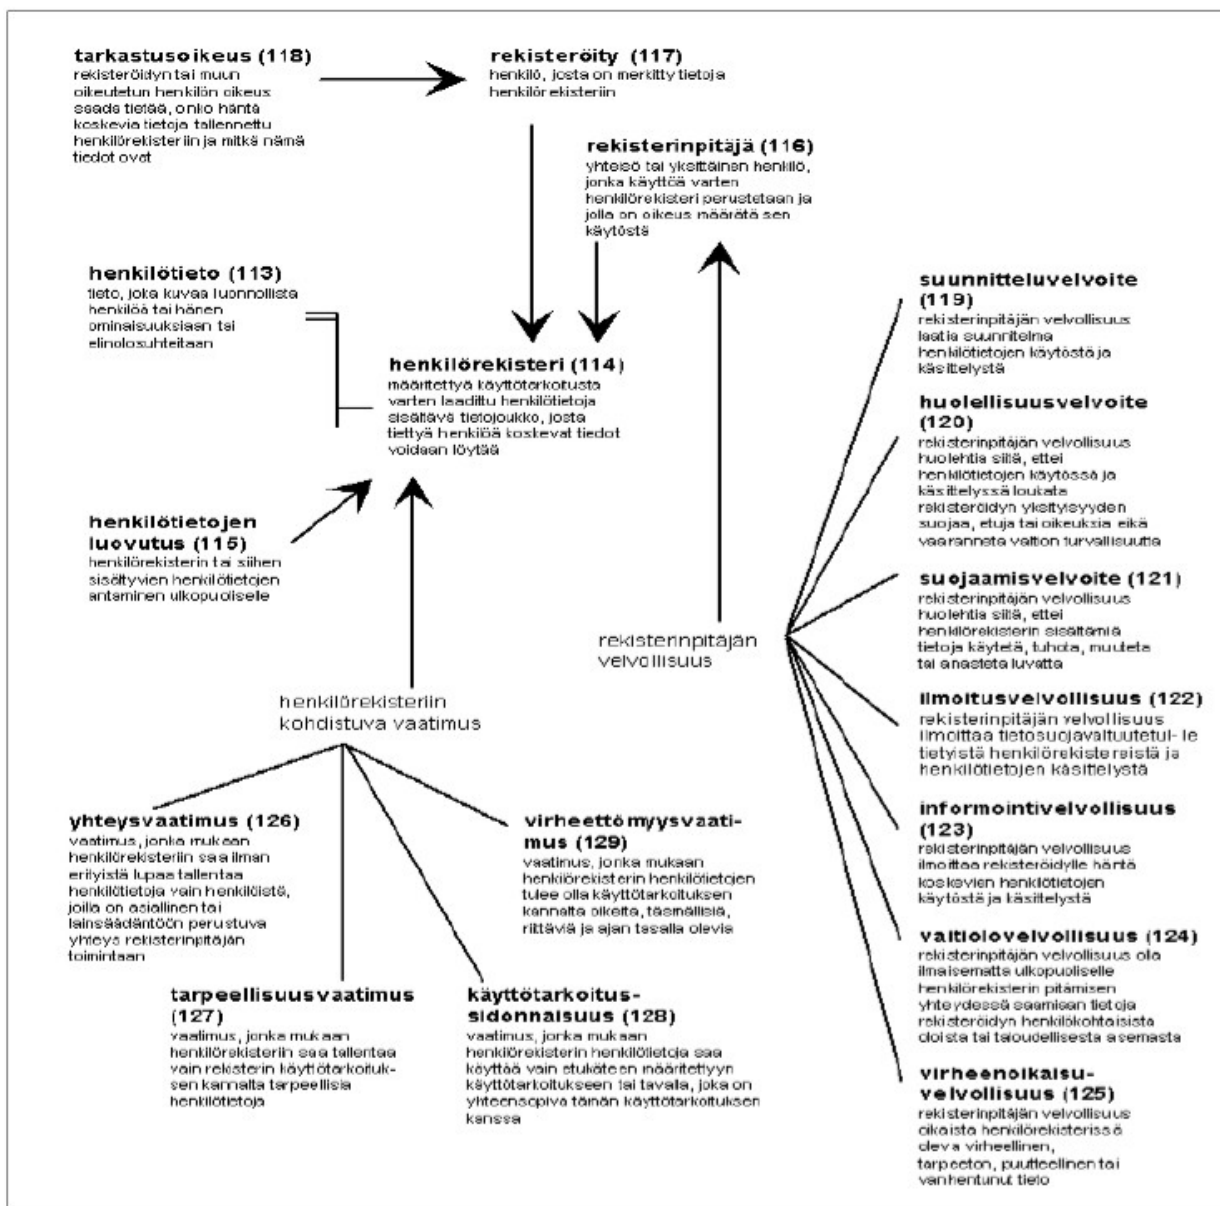 tarkastusoikeus (118)
rekisteröidyn tai muun
oikeutetun henkilön oikeus
saada tietää, onko häntä
koskevia tietoja tallennettu
henkilörekisteriin ja mitkä nämä
tiedot ovat
rekisteröity (117)
henkilö, josta on merkitty tietoja
henkilörekisteriin
rekisterinpitäjä (116)
yhteisö tai yksittäinen henkilö,
jonka käyttöä varten
henkilörekisteri perustetaan ja
jolla on oikeus määrätä sen
käytöstä
henkilötieto (113)
tieto, joka kuvaa luonnollista
henkilöä tai hänen
ominaisuuksiaan tai
elinolosuhteitaan
henkilörekisteri (114)
määritettyä käyttötarkoitusta
varten laadittu henkilötietoja
sisältävä tietojoukko, josta
tiettyä henkilöä koskevat tiedot
voidaan löytää
henkilötietojen
luovutus (115)
henkilörekisterin tai siihen
sisältyvien henkilötietojen
antaminen ulkopuoliselle
rekisterinpitäjän
velvollisuus
henkilörekisteriin
kohdistuva vaatimus
yhteysvaatimus (126)
vaatimus, jonka mukaan
henkilörekisteriin saa ilman
erityistä lupaa tallentaa
henkilötietoja vain henkilöistä,
joilla on asiallinen tai
lainsäädäntöön perustuva
yhteys rekisterinpitäjän
toimintaan
tarpeellisuusvaatimus
(127)
vaatimus, jonka mukaan
henkilörekisteriin saa tallentaa
vain rekisterin käyttötarkoituk-
sen kannalta tarpeellisia
henkilötietoja
käyttötarkoitus-
sidonnaisuus (128)
vaatimus, jonka mukaan
henkilörekisterin henkilötietoja saa
käyttää vain etukäteen määritettyyn
käyttötarkoitukseen tai tavalla, joka on
yhteensopiva tämän käyttötarkoituksen
kanssa
virheettömyysvaati-
mus (129)
vaatimus, jonka mukaan
henkilörekisterin henkilötietojen
tulee olla käyttötarkoituksen
kannalta oikeita, täsmällisiä,
riittäviä ja ajan tasalla olevia
suunnitteluvelvoite
(119)
rekisterinpitäjän velvollisuus
laatia suunnitelma
henkilötietojen käytöstä ja
käsittelystä
huolellisuusvelvoite
(120)
rekisterinpitäjän velvollisuus
huolehtia siitä, ettei
henkilötietojen käytössä ja
käsittelyssä loukata
rekisteröidyn yksityisyyden
suojaa, etuja tai oikeuksia eikä
vaaranneta valtion turvallisuutta
suojaamisvelvoite (121)
rekisterinpitäjän velvollisuus
huolehtia siitä, ettei
henkilörekisterin sisältämiä
tietoja käytetä, tuhota, muuteta
tai anasteta luvatta
ilmoitusvelvollisuus (122)
rekisterinpitäjän velvollisuus
ilmoittaa tietosuojavaltuutetul- le
tietyistä henkilörekistereistä ja
henkilötietojen käsittelystä
informointivelvollisuus
(123)
rekisterinpitäjän velvollisuus
ilmoittaa rekisteröidylle häntä
koskevien henkilötietojen
käytöstä ja käsittelystä
vaitiolovelvollisuus (124)
rekisterinpitäjän velvollisuus olla
ilmaisematta ulkopuoliselle
henkilörekisterin pitämisen
yhteydessä saamiaan tietoja
rekisteröidyn henkilökohtaisista
oloista tai taloudellisesta asemasta
virheenoikaisu-
velvollisuus (125)
rekisterinpitäjän velvollisuus
oikaista henkilörekisterissä
oleva virheellinen,
tarpeeton, puutteellinen tai
vanhentunut tieto